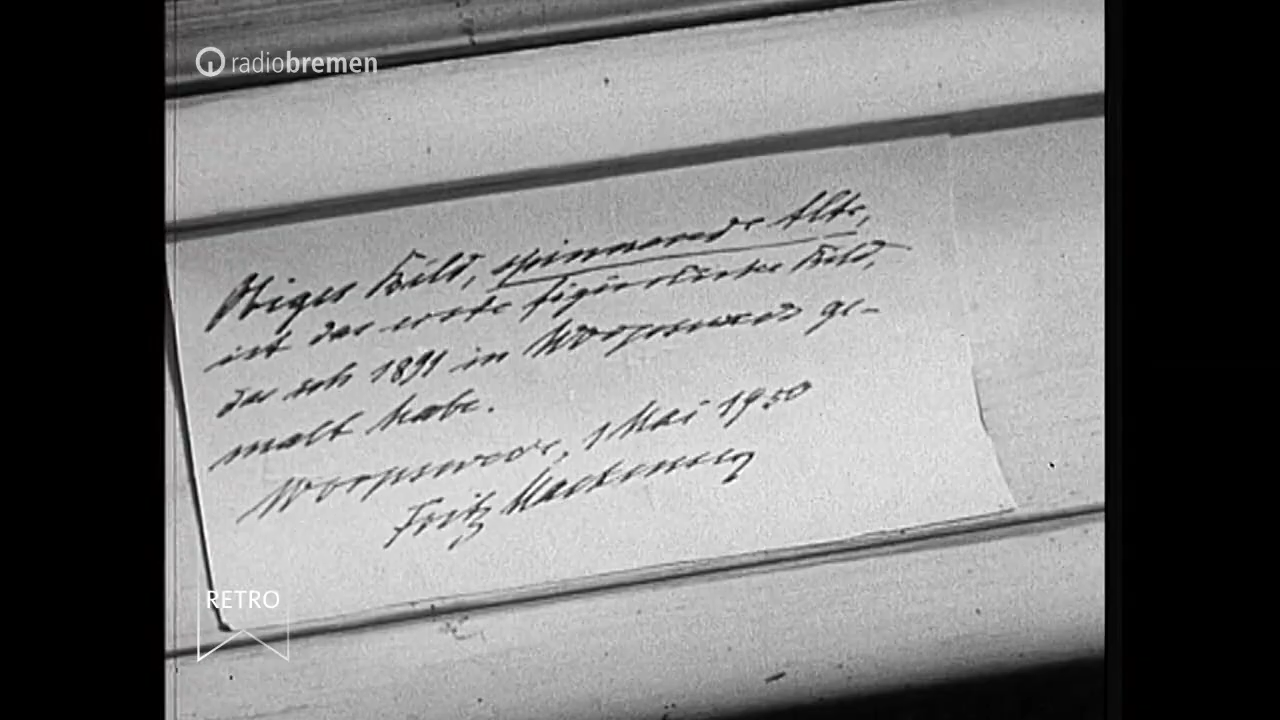 radiobremen
Obiges Bild, spinnende Alte,
ist das erste figürliche Bild,
das ich 1891 in Worpswede ge-
malt habe.
Worpswede, 1 Mai 1950
Fritz Mackensen
RETRO